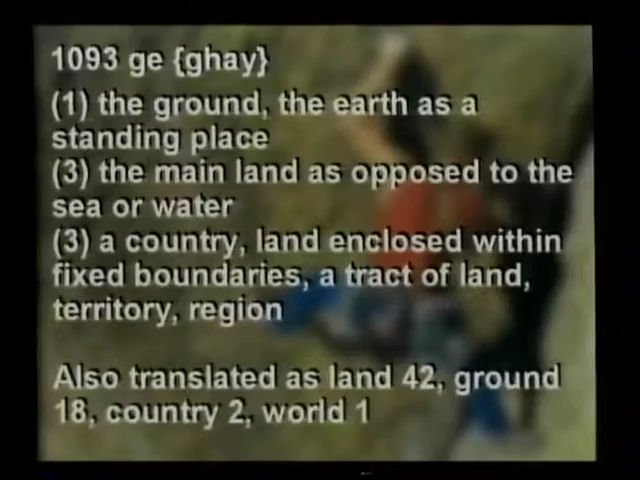 1093 ge {ghay}
(1) the ground, the earth as a
standing place
(3) the main land as opposed to the
sea or water
(3) a country, land enclosed within
fixed boundaries, a tract of land,
territory, region
Also translated as land 42, ground
18, country 2, world 1